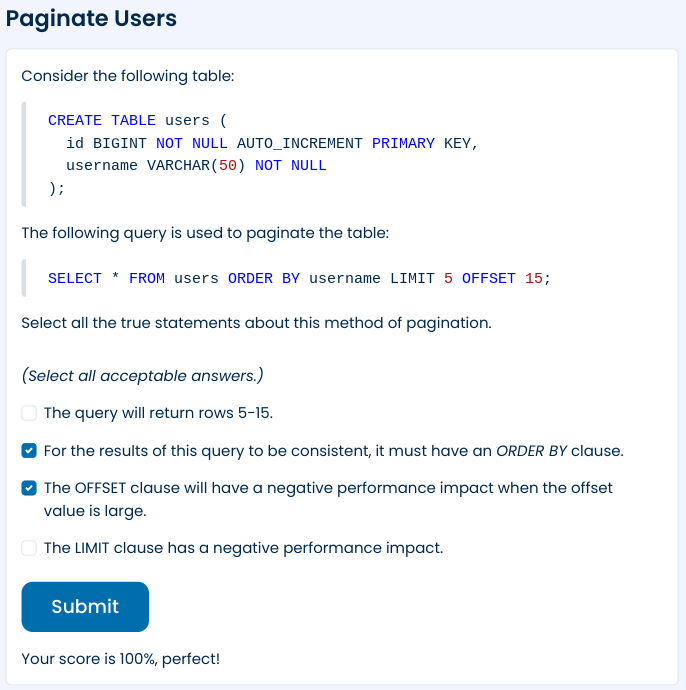 Paginate Users
Consider the following table:
CREATE TABLE users (
  id BIGINT NOT NULL AUTO_INCREMENT PRIMARY KEY,
  username VARCHAR(50) NOT NULL
);
The following query is used to paginate the table:
SELECT * FROM users ORDER BY username LIMIT 5 OFFSET 15;
Select all the true statements about this method of pagination.
(Select all acceptable answers.)
The query will return rows 5-15.
For the results of this query to be consistent, it must have an ORDER BY clause.
The OFFSET clause will have a negative performance impact when the offset
value is large.
The LIMIT clause has a negative performance impact.
Submit
Your score is 100%, perfect!